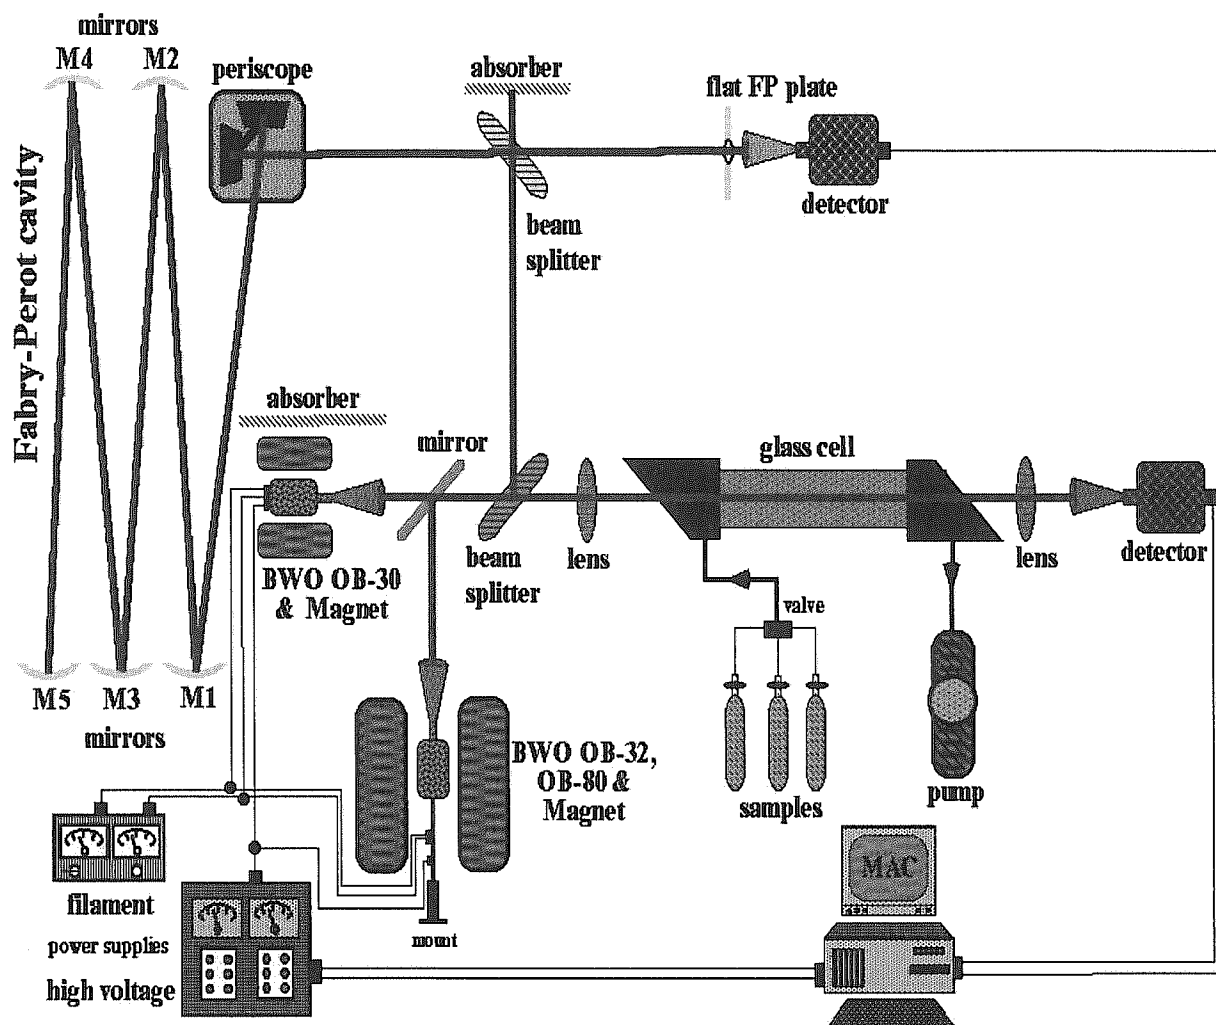 mirrors
M4 M2
periscope
absorber
flat FP plate
detector
beam
splitter
Fabry-Perot cavity
absorber
mirror
glass cell
BWO OB-30
& Magnet
beam
splitter
lens
lens
detector
valve
M5 M3 M1
mirrors
BWO OB-32,
OB-80 &
Magnet
samples
pump
MAC
filament
power supplies
high voltage
mount